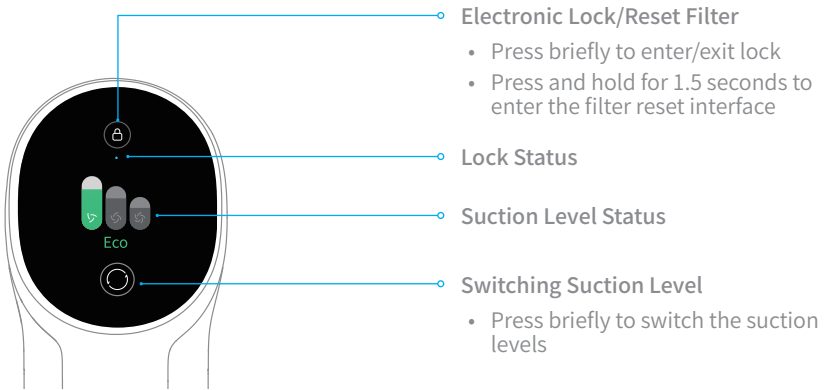 Electronic Lock/Reset Filter
• Press briefly to enter/exit lock
• Press and hold for 1.5 seconds to
enter the filter reset interface
Lock Status
Suction Level Status
Eco
Switching Suction Level
• Press briefly to switch the suction
levels